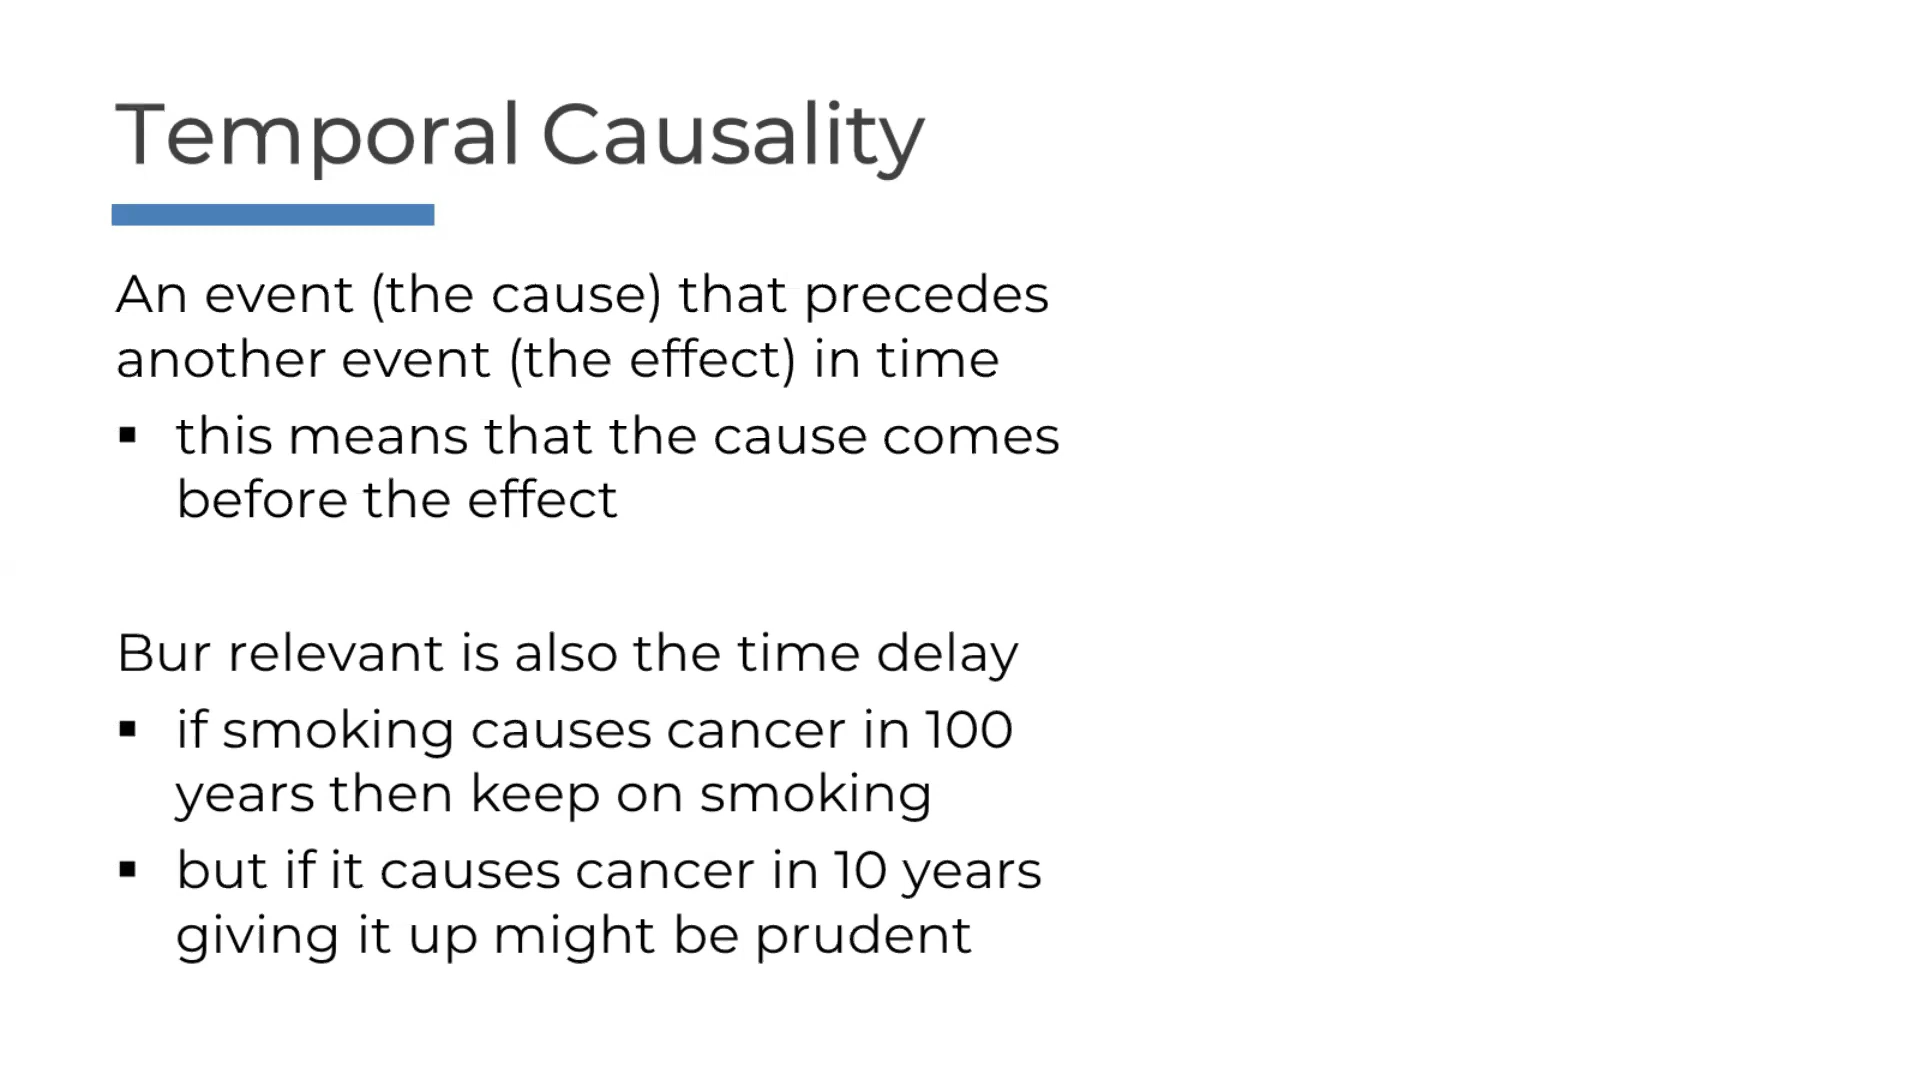 Temporal Causality
An event (the cause) that precedes
another event (the effect) in time
▪ this means that the cause comes
before the effect
Bur relevant is also the time delay
▪ if smoking causes cancer in 100
years then keep on smoking
▪ but if it causes cancer in 10 years
giving it up might be prudent